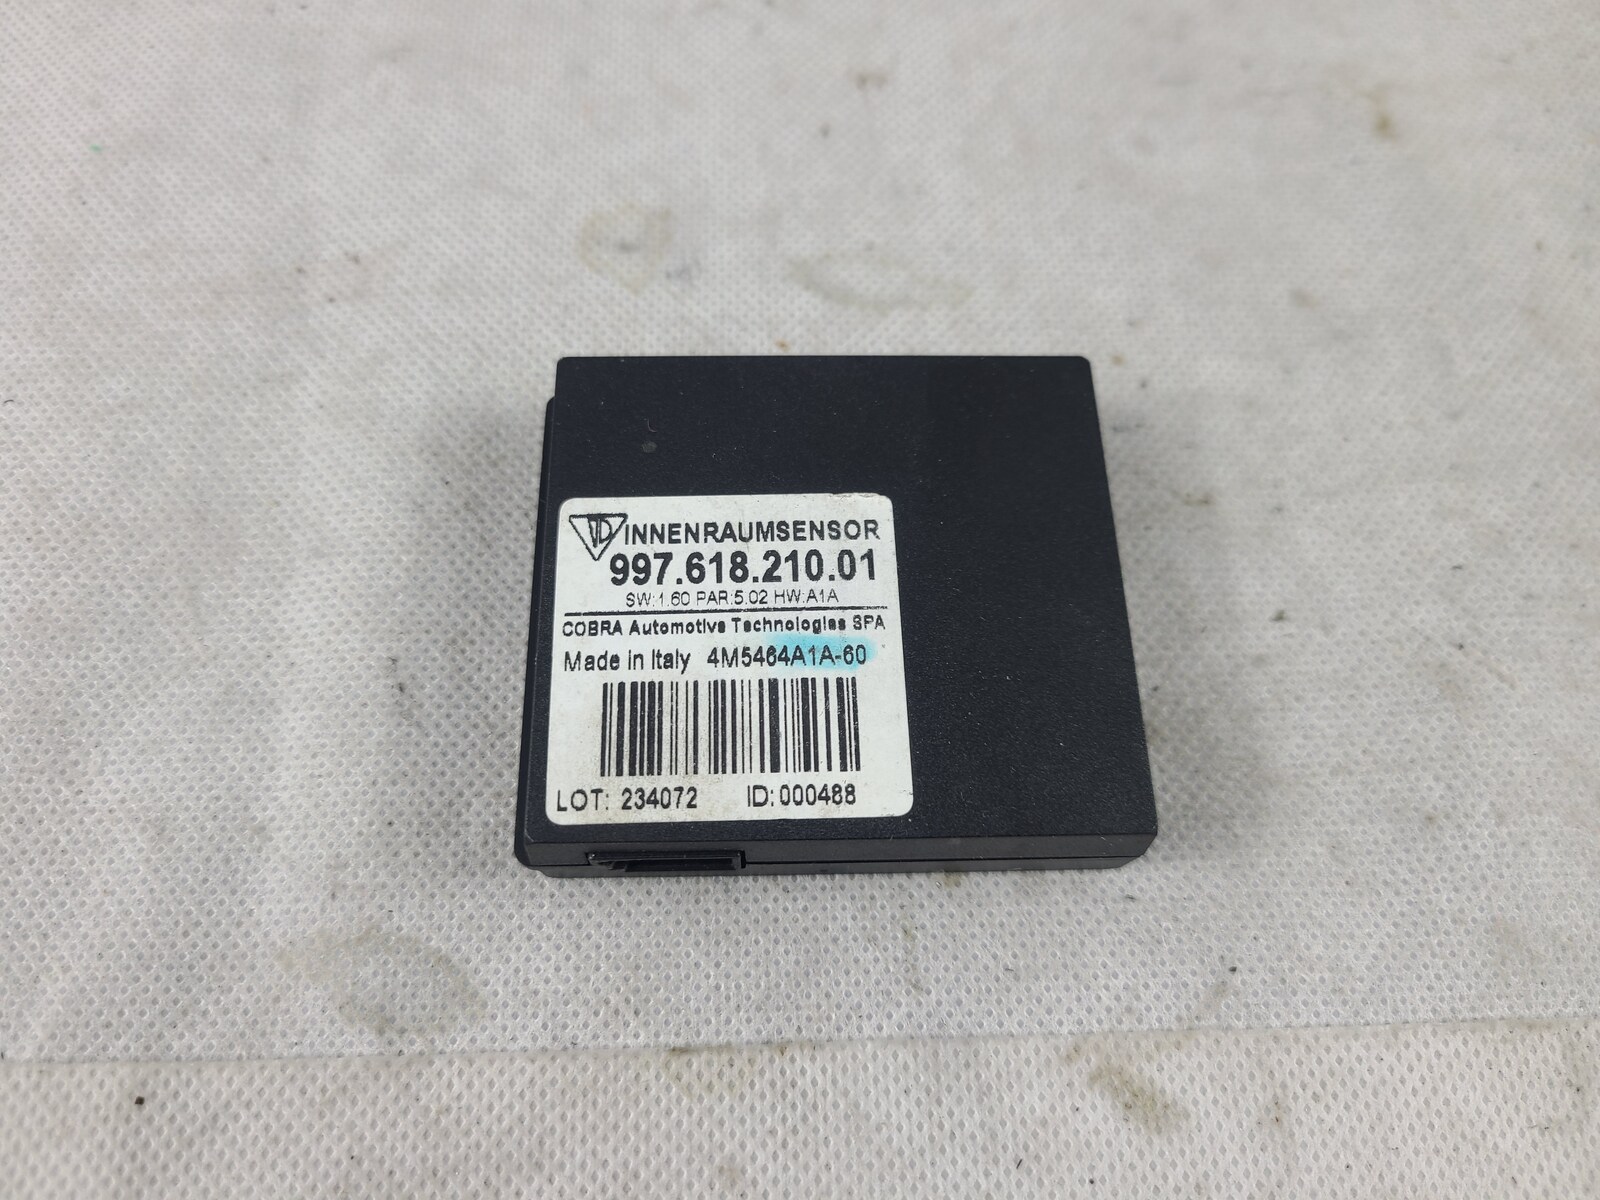 INNENRAUMSENSOR
997.618.210.01
SW:1.60 PAR:5.02 HW:A1A
COBRA Automotive Technologies SPA
Made in Italy 4M5464A1A-60
LOT: 234072 ID:000488